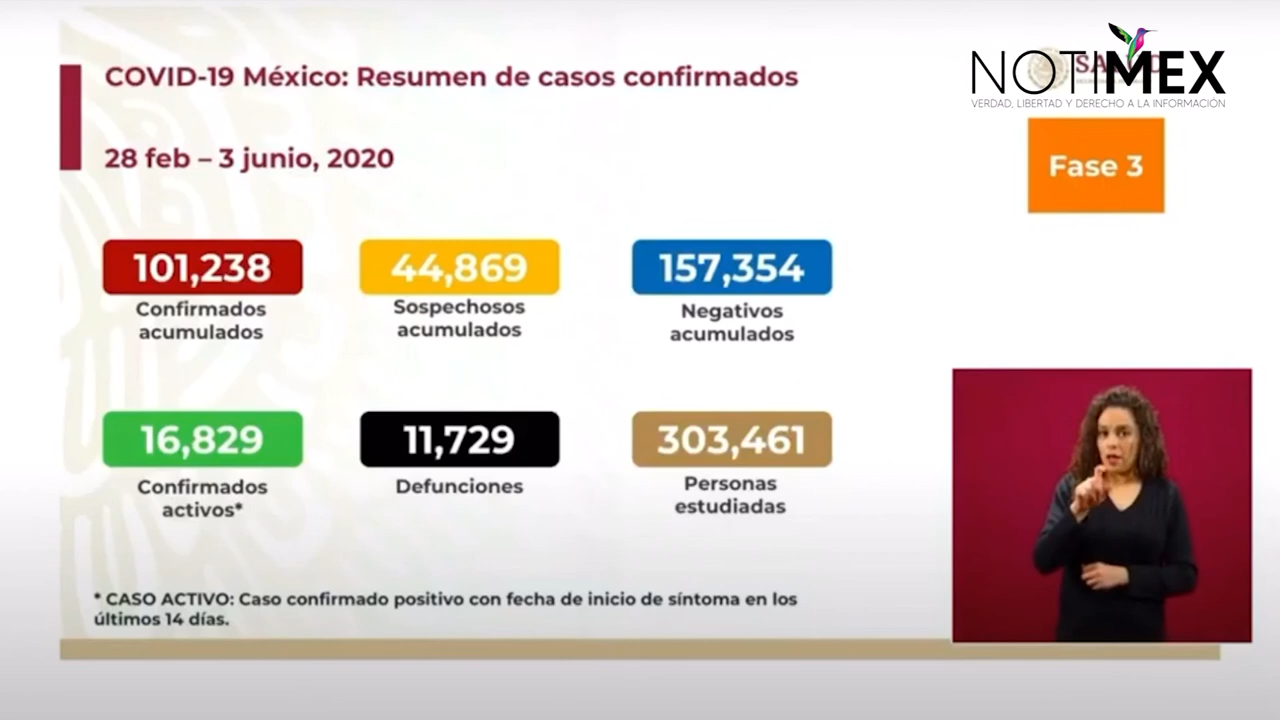 COVID-19 México: Resumen de casos confirmados
28 feb – 3 junio, 2020
NOTIMEX
VERDAD, LIBERTAD Y DERECHO A LA INFORMACIÓN
Fase 3
101,238
Confirmados
acumulados
44,869
Sospechosos
acumulados
157,354
Negativos
acumulados
16,829
Confirmados
activos*
11,729
Defunciones
303,461
Personas
estudiadas
* CASO ACTIVO: Caso confirmado positivo con fecha de inicio de síntoma en los
últimos 14 días.